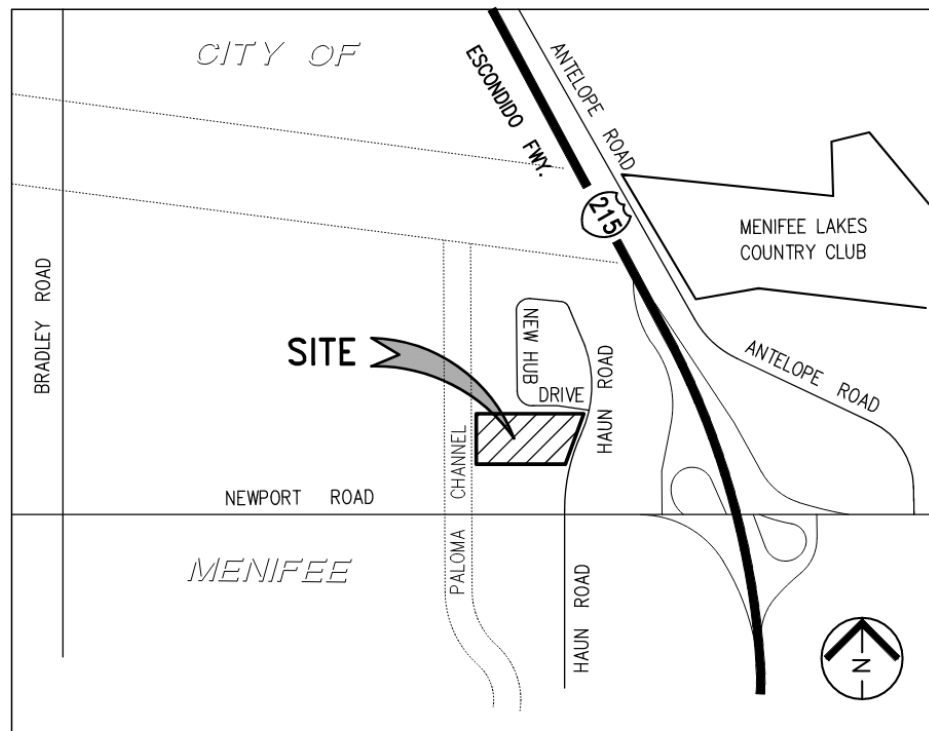 CITY OF
ESCONDIDO FWY.
ANTELOPE ROAD
215
MENIFEE LAKES
COUNTRY CLUB
BRADLEY ROAD
SITE
NEW HUB
DRIVE
HAUN ROAD
ANTELOPE ROAD
PALOMA CHANNEL
NEWPORT ROAD
MENIFEE
HAUN ROAD
N